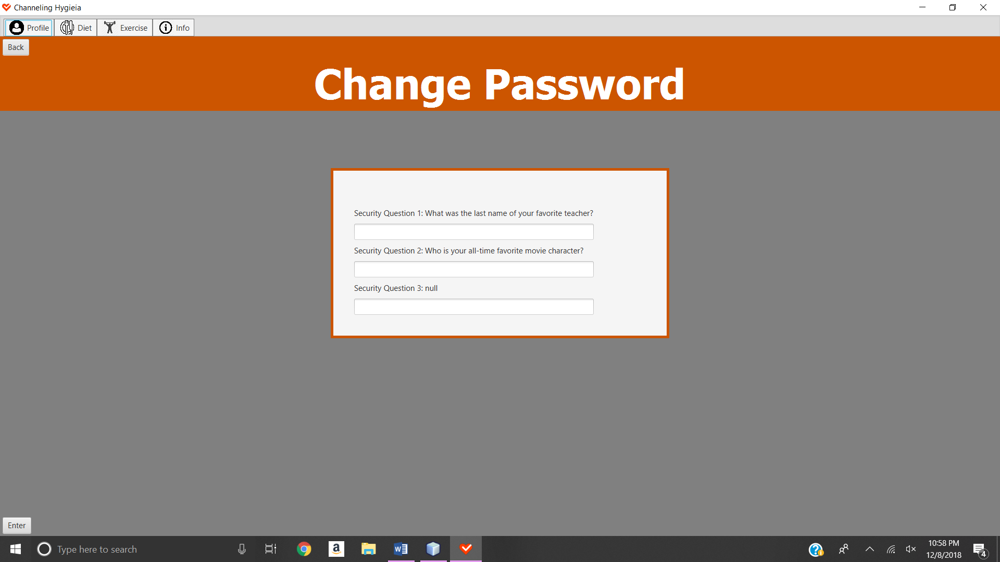 Channeling Hygieia
Profile Diet Exercise Info
Back
Change Password
Security Question 1: What was the last name of your favorite teacher?
Security Question 2: Who is your all-time favorite movie character?
Security Question 3: null
Enter
Type here to search
10:58 PM
12/8/2018
4